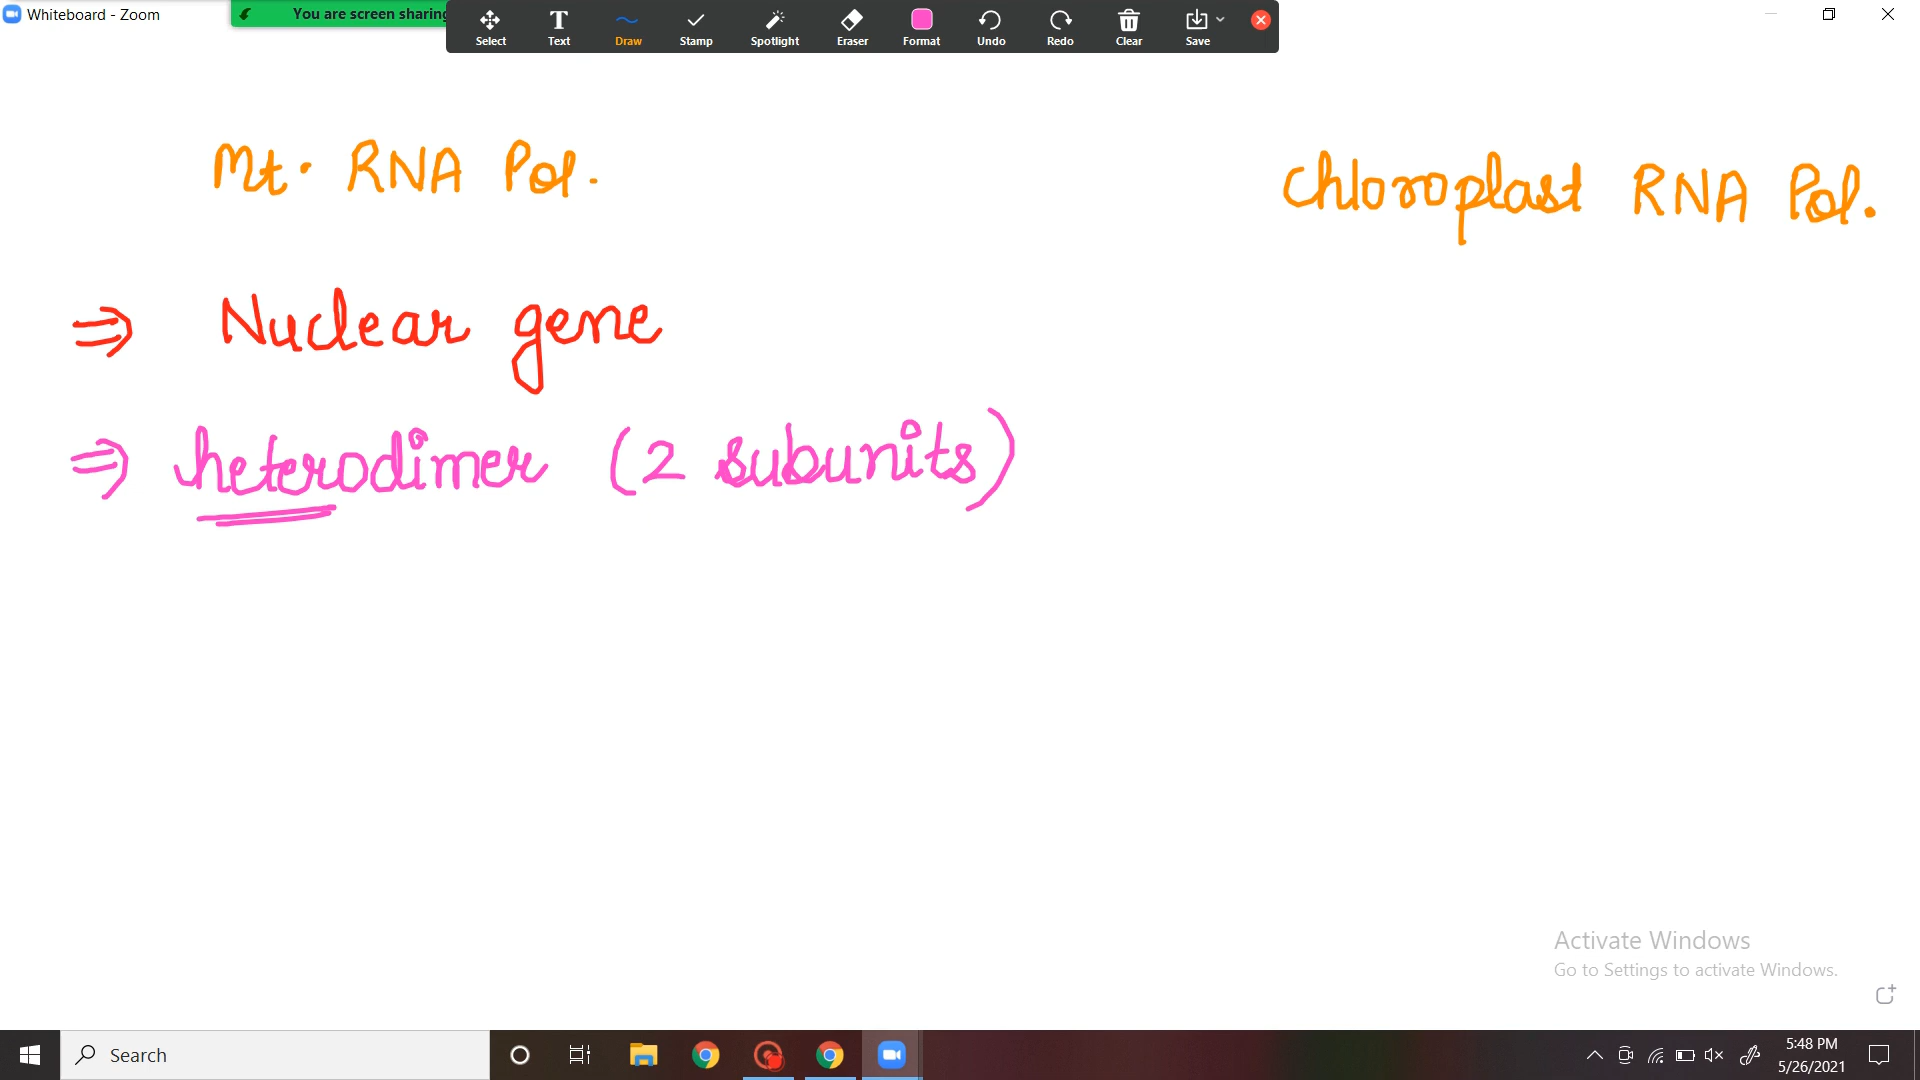 Whiteboard - Zoom
You are screen sharing
Select Text Draw Stamp Spotlight Eraser Format Undo Redo Clear Save
Mt. RNA Pol.
Chloroplast RNA Pol.
⇒ Nuclear gene
⇒ heterodimer (2 subunits)
Activate Windows
Go to Settings to activate Windows.
Search
5:48 PM
5/26/2021